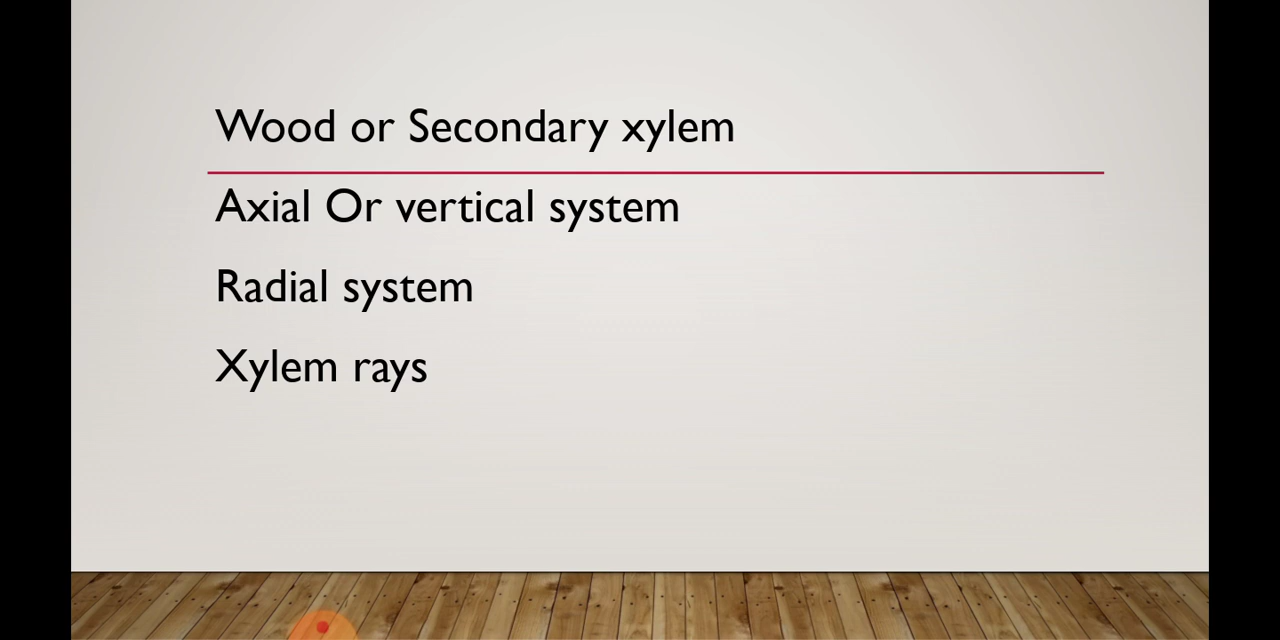 Wood or Secondary xylem
Axial Or vertical system
Radial system
Xylem rays